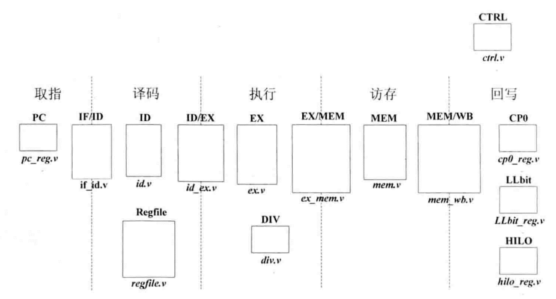 CTRL
ctrl.v
取指 译码 执行 访存 回写
PC IF/ID ID ID/EX EX EX/MEM MEM MEM/WB CP0
pc_reg.v if_id.v id.v id_ex.v ex.v ex_mem.v mem.v mem_wb.v cp0_reg.v
Regfile DIV LLbit
regfile.v div.v LLbit_reg.v
HILO
hilo_reg.v